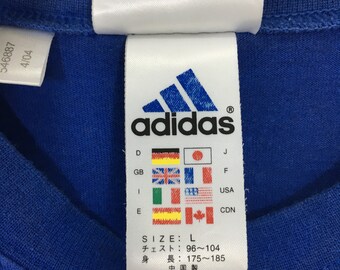 546887
4/04
adidas®
D J
GB F
I USA
E CDN
SIZE: L
チェスト: 96~104
身 長: 175~185
中国製